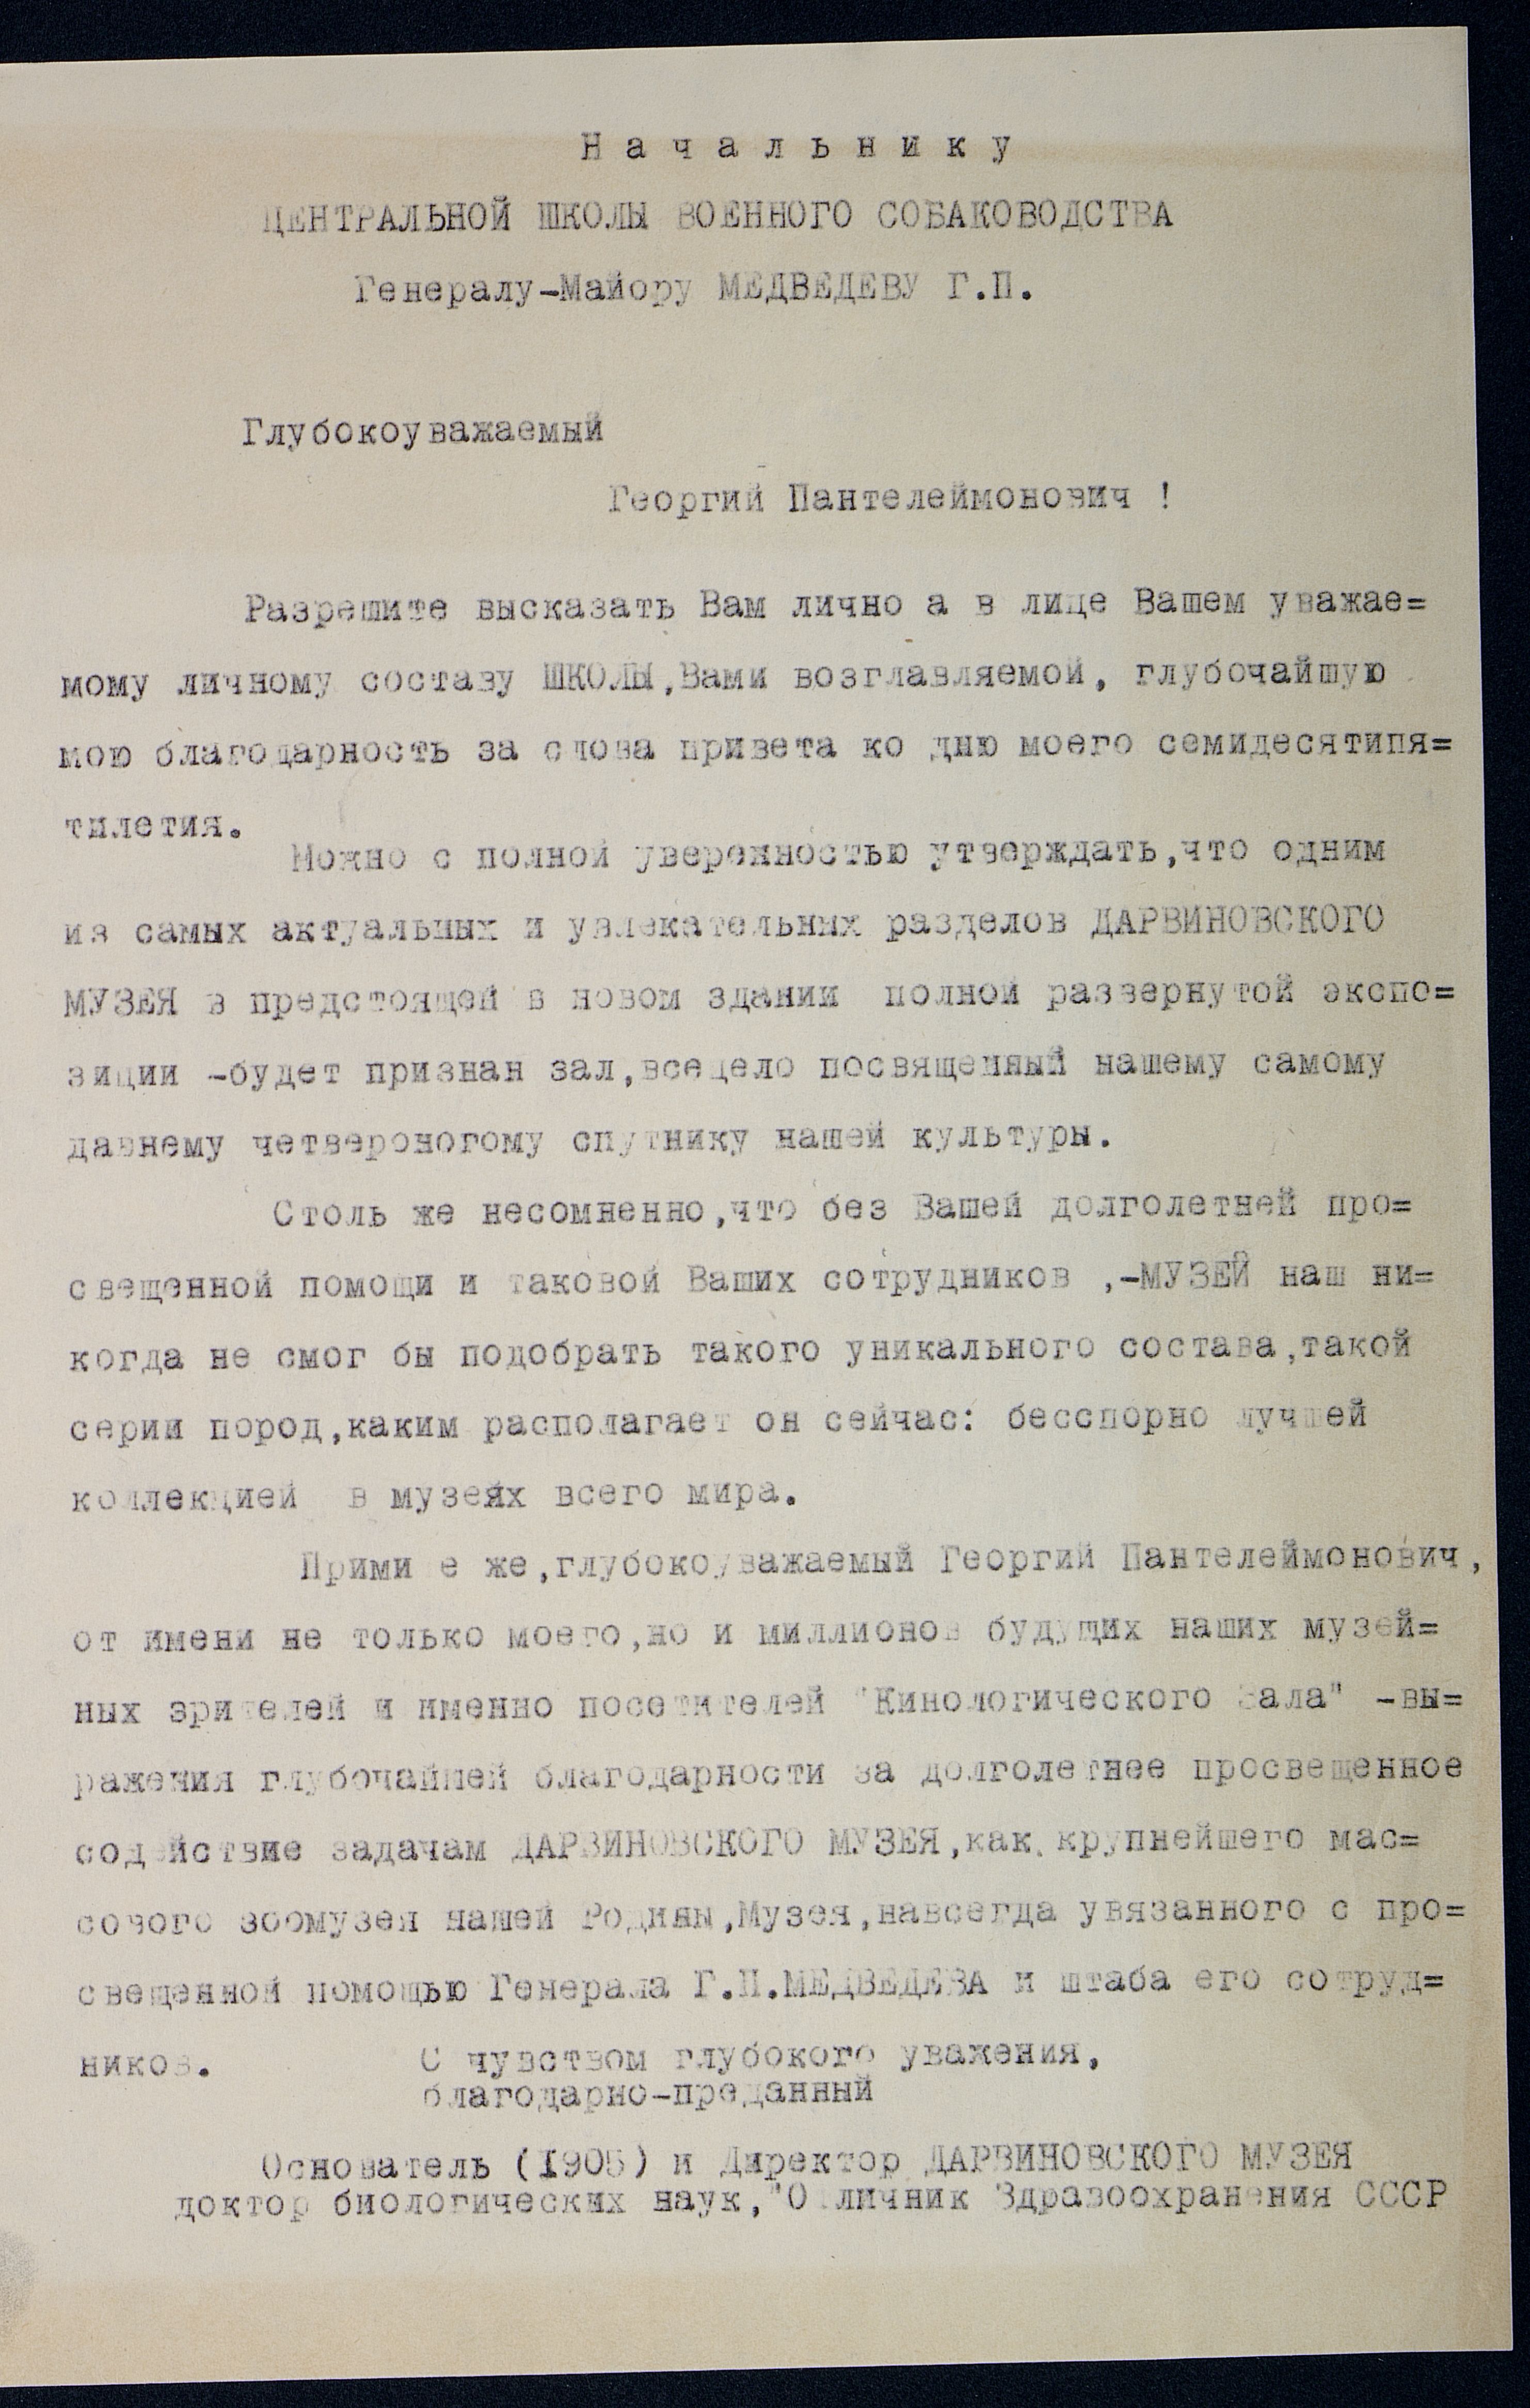 Начальнику
ЦЕНТРАЛЬНОЙ ШКОЛЫ ВОЕННОГО СОБАКОВОДСТВА
Генералу-Майору МЕДВЕДЕВУ Г.П.
Глубокоуважаемый
Георгий Пантелеймонович !
Разрешите высказать Вам лично а в лице Вашем уважае=
мому личному составу ШКОЛЫ,Вами возглавляемой, глубочайшую
мою благодарность за слова привета ко дню моего семидесятипя=
тилетия.
Можно с полной уверенностью утверждать,что одним
из самых актуальных и увлекательных разделов ДАРВИНОВСКОГО
МУЗЕЯ в предстоящей в новом здании полной развернутой экспо=
зиции -будет признан зал,вседело посвященный нашему самому
давнему четвероногому спутнику нашей культуры.
Столь же несомненно,что без Вашей долголетней про=
свещенной помощи и таковой Ваших сотрудников ,-МУЗЕЙ наш ни=
когда не смог бы подобрать такого уникального состава,такой
серии пород,каким располагает он сейчас: бесспорно лучшей
коллекцией в музеях всего мира.
Прими е же,глубокоуважаемый Георгий Пантелеймонович,
от имени не только моего,но и миллионов будущих наших музей=
ных зрителей и именно посетителей "Кинологического Зала" -вы=
ражения глубочайшей благодарности за долголетнее просвещенное
содействие задачам ДАРВИНОВСКОГО МУЗЕЯ,как крупнейшего мас=
сового зоомузея нашей Родины,Музея,навсегда увязанного с про=
свещенной помощью Генерала Г.П.МЕДВЕДЕВА и штаба его сотруд=
ников.
С чувством глубокого уважения,
благодарно-преданный
Основатель (1905) и Директор ДАРВИНОВСКОГО МУЗЕЯ
доктор биологических наук,"О личник Здравоохранения СССР